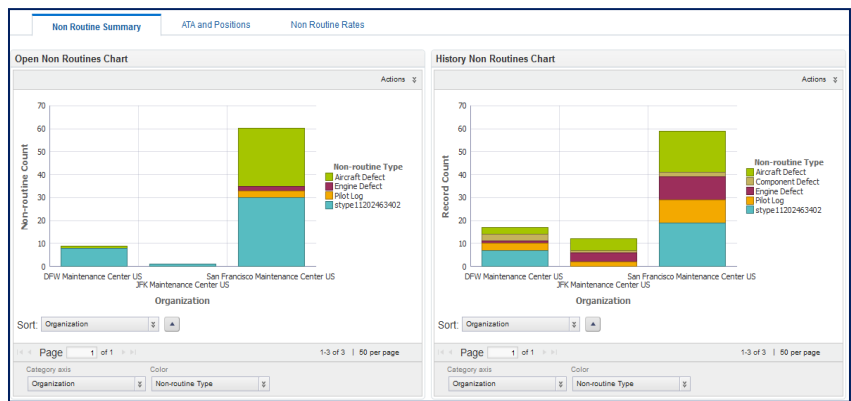 Non Routine Summary
ATA and Positions
Non Routine Rates
Open Non Routines Chart
Actions
70
60
50
40
30
20
10
0
Non-routine Count
Non-routine Type
Aircraft Defect
Engine Defect
Pilot Log
stype11202463402
DFW Maintenance Center US
JFK Maintenance Center US
San Francisco Maintenance Center US
Organization
Sort: Organization
Page 1 of 1
1-3 of 3 | 50 per page
Category axis
Color
Organization
Non-routine Type
History Non Routines Chart
Actions
70
60
50
40
30
20
10
0
Record Count
Non-routine Type
Aircraft Defect
Component Defect
Engine Defect
Pilot Log
stype11202463402
DFW Maintenance Center US
JFK Maintenance Center US
San Francisco Maintenance Center US
Organization
Sort: Organization
Page 1 of 1
1-3 of 3 | 50 per page
Category axis
Color
Organization
Non-routine Type